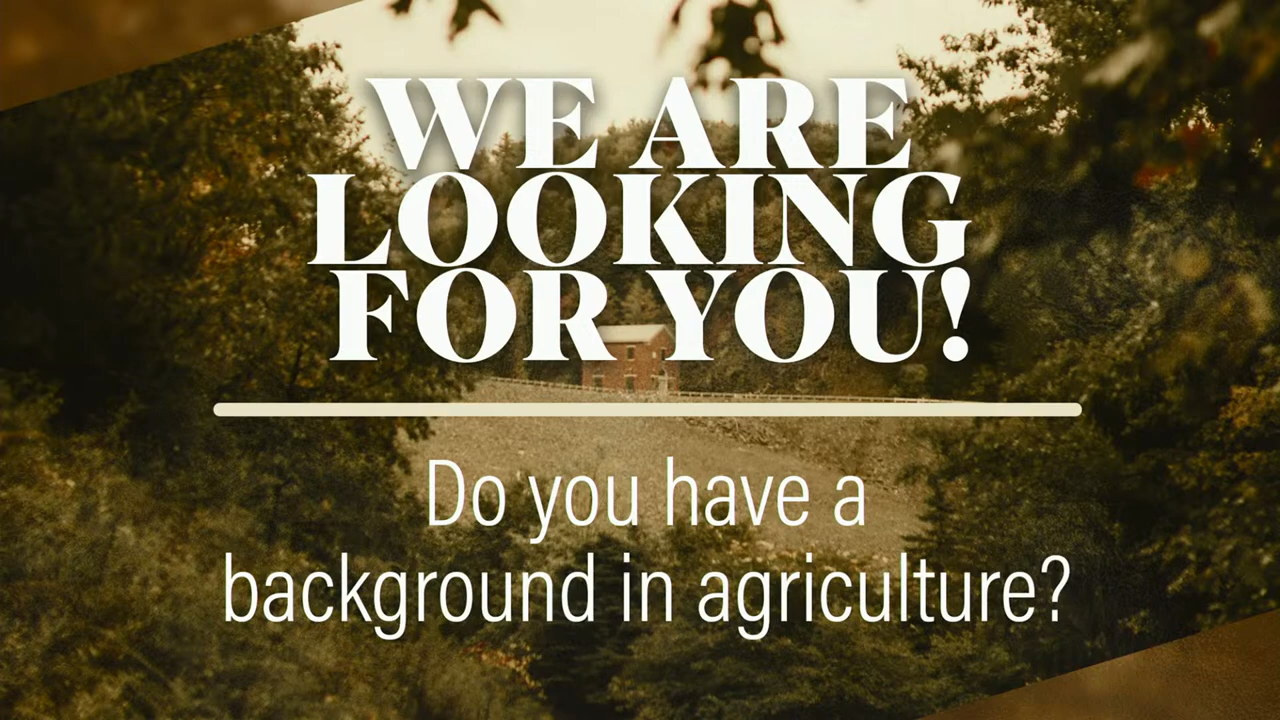 WE ARE
LOOKING
FOR YOU!
Do you have a
background in agriculture?